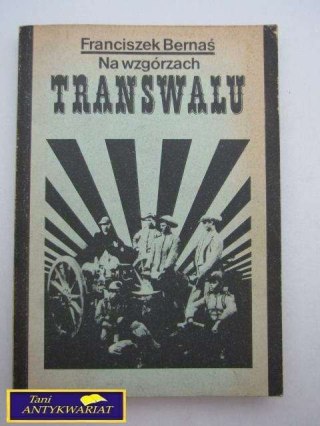 Franciszek Bernaś
Na wzgórzach
TRANSWALU
Tani
ANTYKWARIAT